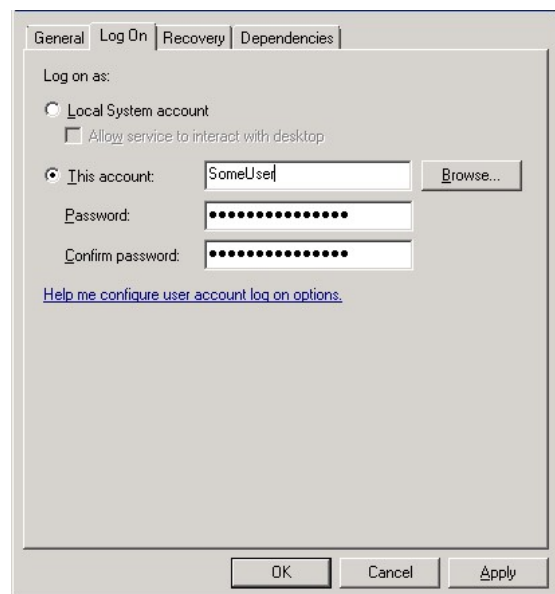 General Log On Recovery Dependencies
Log on as:
Local System account
Allow service to interact with desktop
This account: SomeUser Browse...
Password: •••••••••••••••
Confirm password: •••••••••••••••
Help me configure user account log on options.
OK Cancel Apply